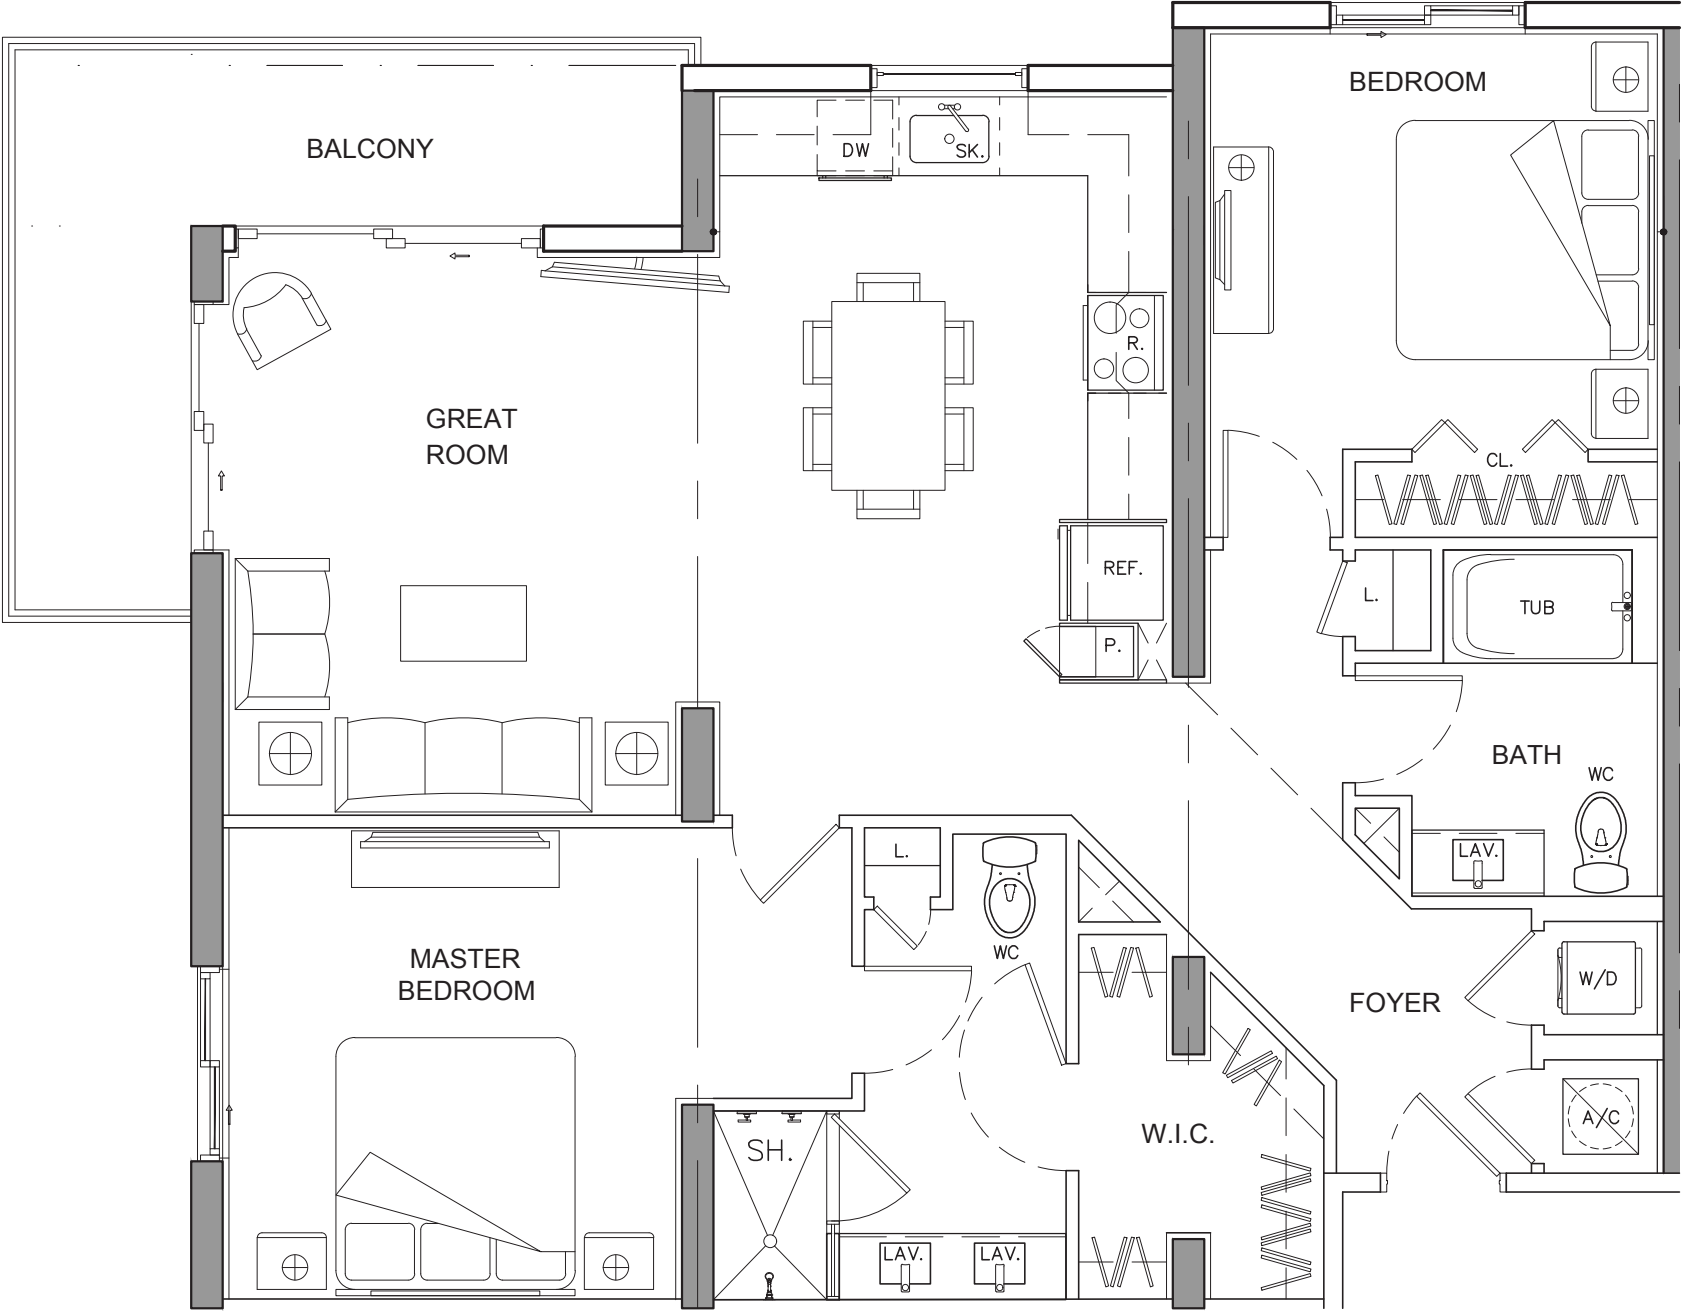 BEDROOM
BALCONY
DW
SK.
R.
GREAT
ROOM
CL.
REF.
L.
TUB
P.
BATH
WC
LAV.
L.
WC
MASTER
BEDROOM
W/D
FOYER
A/C
W.I.C.
SH.
LAV.
LAV.